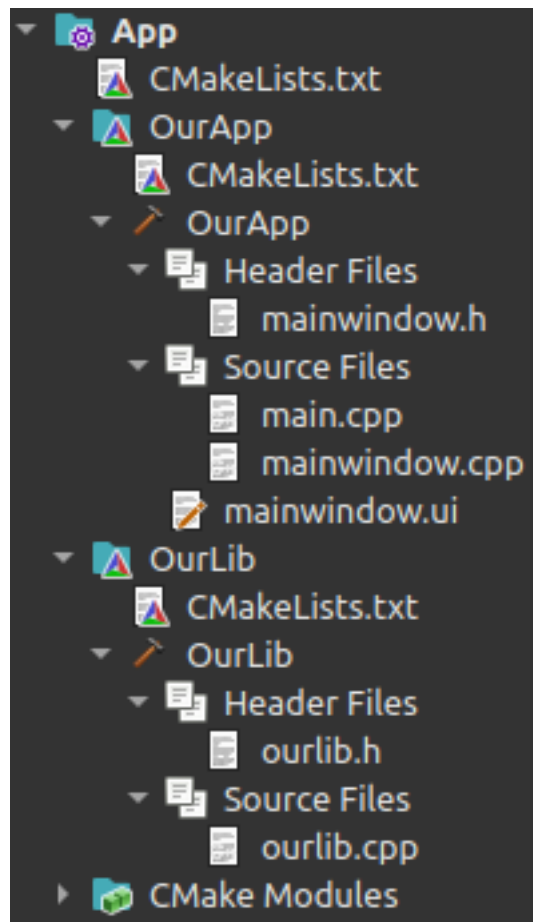 App
CMakeLists.txt
OurApp
CMakeLists.txt
OurApp
Header Files
mainwindow.h
Source Files
main.cpp
mainwindow.cpp
mainwindow.ui
OurLib
CMakeLists.txt
OurLib
Header Files
ourlib.h
Source Files
ourlib.cpp
CMake Modules